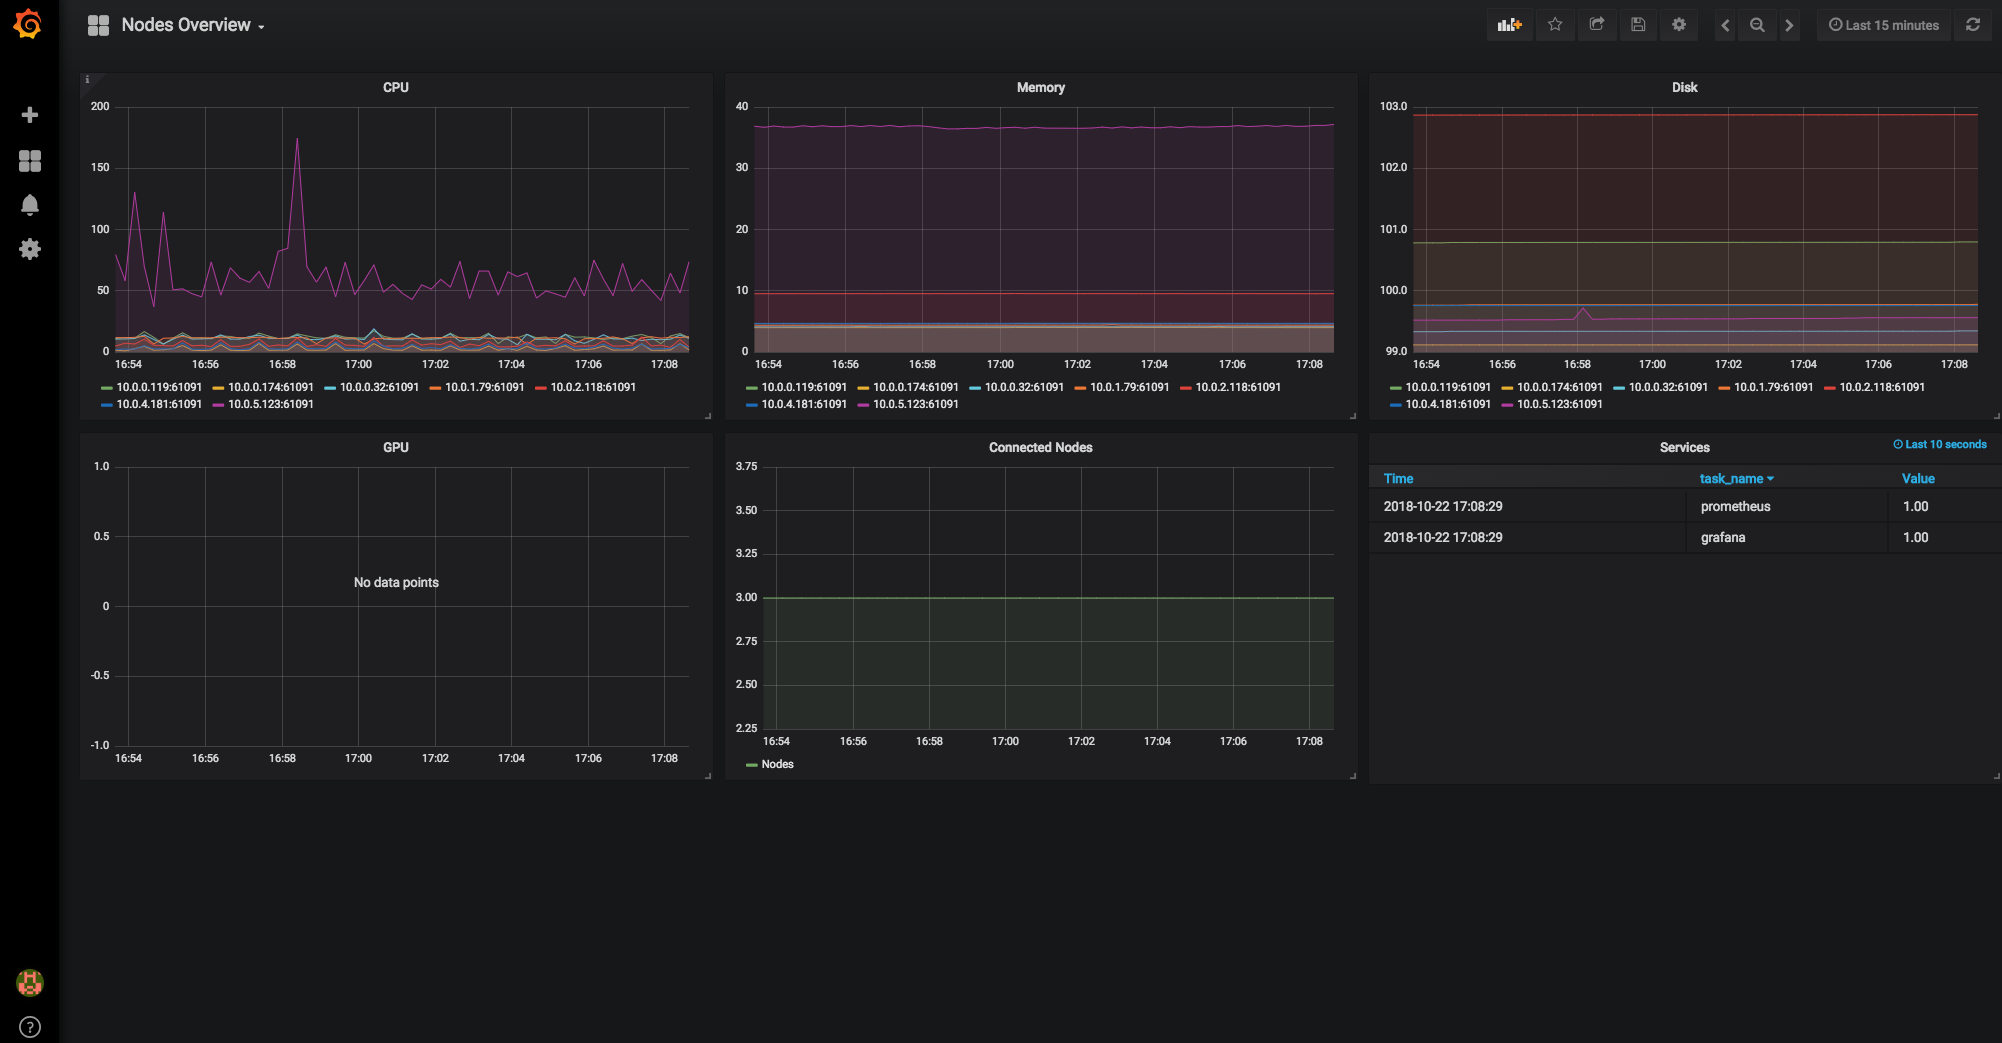 Nodes Overview
Last 15 minutes
i
CPU
200
150
100
50
0
16:54 16:56 16:58 17:00 17:02 17:04 17:06 17:08
10.0.0.119:61091 10.0.0.174:61091 10.0.0.32:61091 10.0.1.79:61091 10.0.2.118:61091
10.0.4.181:61091 10.0.5.123:61091
Memory
40
30
20
10
0
16:54 16:56 16:58 17:00 17:02 17:04 17:06 17:08
10.0.0.119:61091 10.0.0.174:61091 10.0.0.32:61091 10.0.1.79:61091 10.0.2.118:61091
10.0.4.181:61091 10.0.5.123:61091
Disk
103.0
102.0
101.0
100.0
99.0
16:54 16:56 16:58 17:00 17:02 17:04 17:06 17:08
10.0.0.119:61091 10.0.0.174:61091 10.0.0.32:61091 10.0.1.79:61091 10.0.2.118:61091
10.0.4.181:61091 10.0.5.123:61091
GPU
1.0
0.5
0
-0.5
-1.0
No data points
16:54 16:56 16:58 17:00 17:02 17:04 17:06 17:08
Connected Nodes
3.75
3.50
3.25
3.00
2.75
2.50
2.25
16:54 16:56 16:58 17:00 17:02 17:04 17:06 17:08
Nodes
Services
Last 10 seconds
Time task_name Value
2018-10-22 17:08:29 prometheus 1.00
2018-10-22 17:08:29 grafana 1.00
?